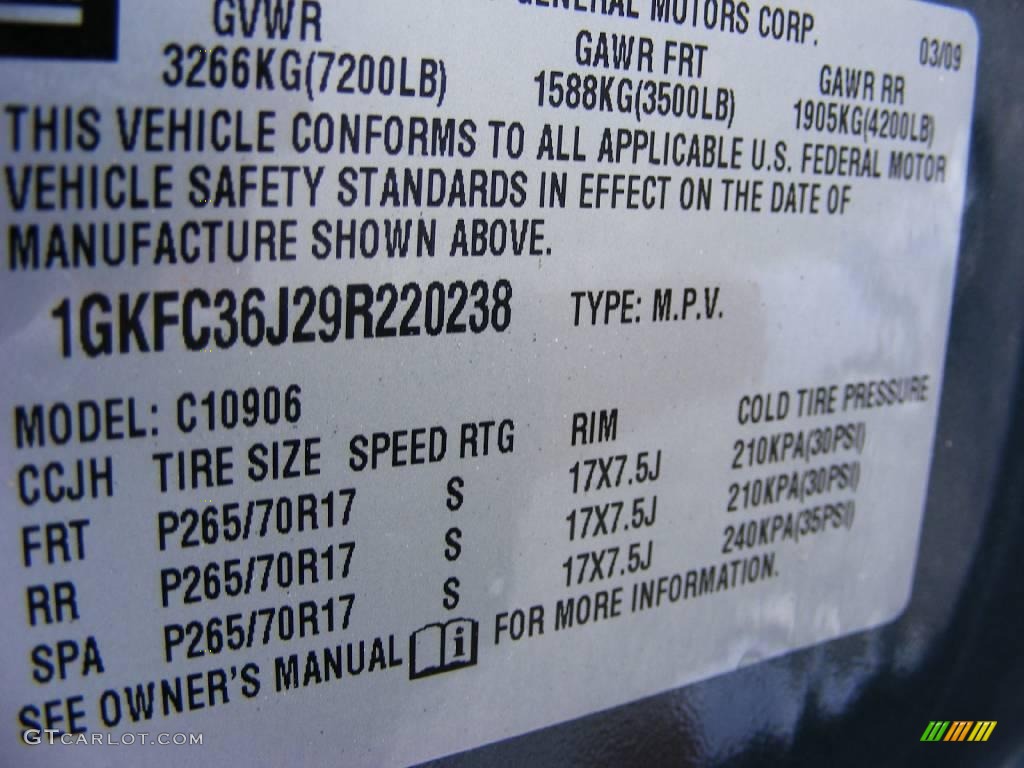 GENERAL MOTORS CORP.
03/09
GVWR
GAWR FRT
GAWR RR
3266KG(7200LB)
1588KG(3500LB)
1905KG(4200LB)
THIS VEHICLE CONFORMS TO ALL APPLICABLE U.S. FEDERAL MOTOR
VEHICLE SAFETY STANDARDS IN EFFECT ON THE DATE OF
MANUFACTURE SHOWN ABOVE.
1GKFC36J29R220238 TYPE: M.P.V.
MODEL: C10906
CCJH TIRE SIZE SPEED RTG RIM COLD TIRE PRESSURE
FRT P265/70R17 S 17X7.5J 210KPA(30PSI)
RR P265/70R17 S 17X7.5J 210KPA(30PSI)
SPA P265/70R17 S 17X7.5J 240KPA(35PSI)
SEE OWNER'S MANUAL i FOR MORE INFORMATION.
GTCARLOT.COM